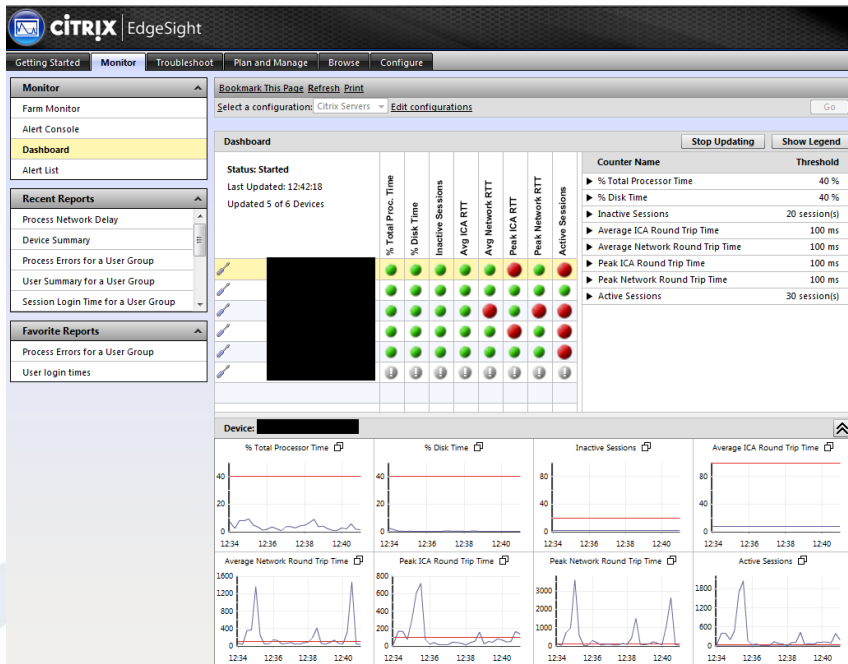 CITRIX EdgeSight
Getting Started Monitor Troubleshoot Plan and Manage Browse Configure
Monitor
Farm Monitor
Alert Console
Dashboard
Alert List
Recent Reports
Process Network Delay
Device Summary
Process Errors for a User Group
User Summary for a User Group
Session Login Time for a User Group
Favorite Reports
Process Errors for a User Group
User login times
Bookmark This Page Refresh Print
Select a configuration: Citrix Servers Edit configurations Go
Dashboard Stop Updating Show Legend
Status: Started
Last Updated: 12:42:18
Updated 5 of 6 Devices
% Total Proc. Time
% Disk Time
Inactive Sessions
Avg ICA RTT
Avg Network RTT
Peak ICA RTT
Peak Network RTT
Active Sessions
Counter Name Threshold
% Total Processor Time 40 %
% Disk Time 40 %
Inactive Sessions 20 session(s)
Average ICA Round Trip Time 100 ms
Average Network Round Trip Time 100 ms
Peak ICA Round Trip Time 100 ms
Peak Network Round Trip Time 100 ms
Active Sessions 30 session(s)
Device:
% Total Processor Time
40
20
0
12:34 12:36 12:38 12:40
% Disk Time
40
20
0
12:34 12:36 12:38 12:40
Inactive Sessions
80
40
0
12:34 12:36 12:38 12:40
Average ICA Round Trip Time
80
40
0
12:34 12:36 12:38 12:40
Average Network Round Trip Time
1600
1200
800
400
0
12:34 12:36 12:38 12:40
Peak ICA Round Trip Time
800
600
400
200
0
12:34 12:36 12:38 12:40
Peak Network Round Trip Time
3000
2000
1000
0
12:34 12:36 12:38 12:40
Active Sessions
1800
1200
600
0
12:34 12:36 12:38 12:40